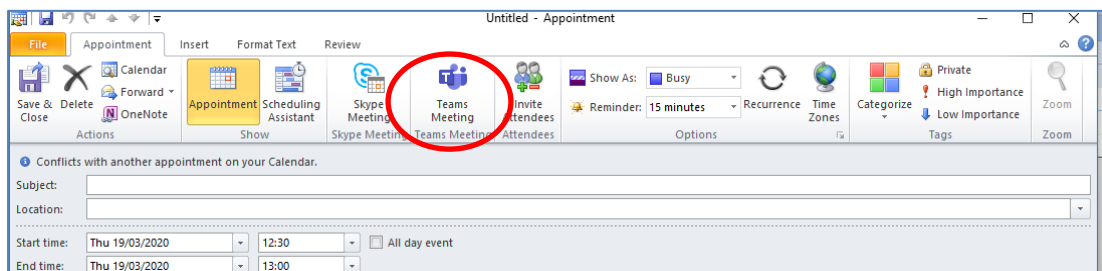 Untitled - Appointment
File Appointment Insert Format Text Review
Save & Close
Delete
Calendar
Forward
OneNote
Actions
Appointment
Scheduling Assistant
Show
Skype Meeting
Skype Meeting
Teams Meeting
Teams Meeting
Invite Attendees
Attendees
Show As: Busy
Reminder: 15 minutes
Recurrence
Time Zones
Options
Categorize
Private
High Importance
Low Importance
Tags
Zoom
Zoom
Conflicts with another appointment on your Calendar.
Subject:
Location:
Start time: Thu 19/03/2020 12:30 All day event
End time: Thu 19/03/2020 13:00